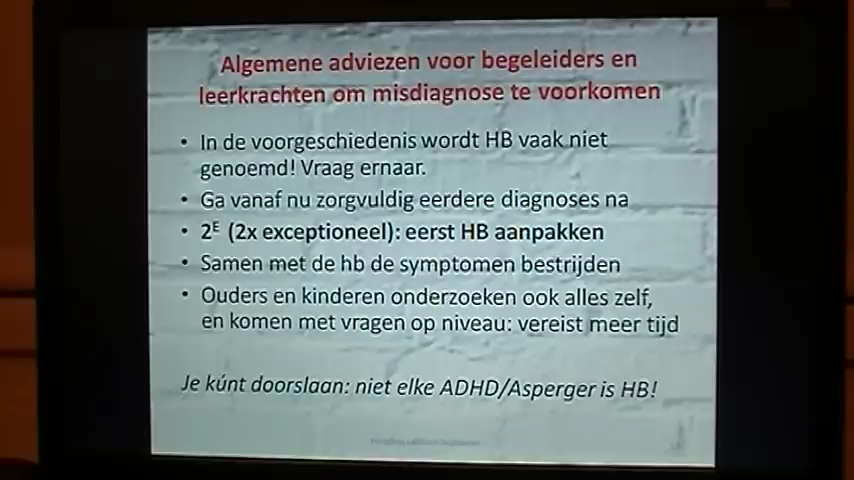 Algemene adviezen voor begeleiders en
leerkrachten om misdiagnose te voorkomen
• In de voorgeschiedenis wordt HB vaak niet
genoemd! Vraag ernaar.
• Ga vanaf nu zorgvuldig eerdere diagnoses na
• 2ᴱ (2x exceptioneel): eerst HB aanpakken
• Samen met de hb de symptomen bestrijden
• Ouders en kinderen onderzoeken ook alles zelf,
en komen met vragen op niveau: vereist meer tijd
Je kúnt doorslaan: niet elke ADHD/Asperger is HB!